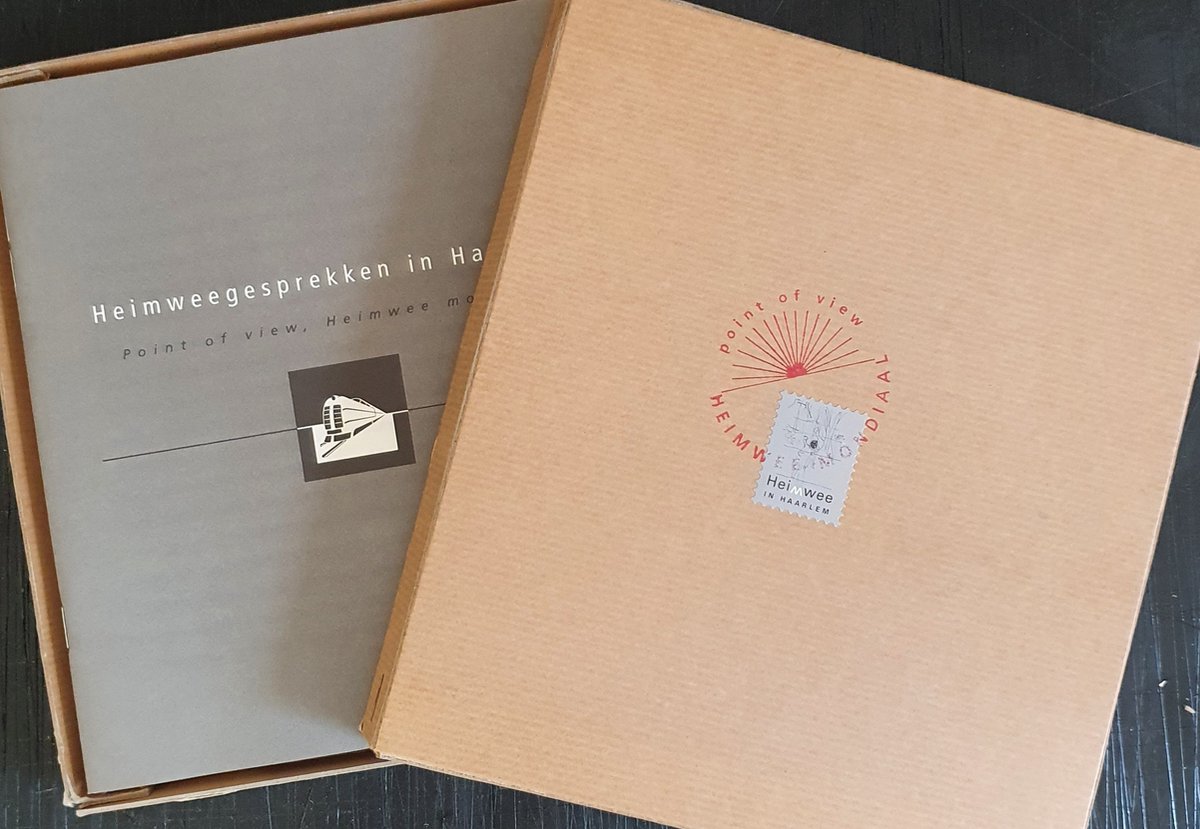 Heimweegesprekken in Ha
Point of view, Heimwee mo
point of view
HEIMWEE MONDIAAL
Heimwee
IN HAARLEM